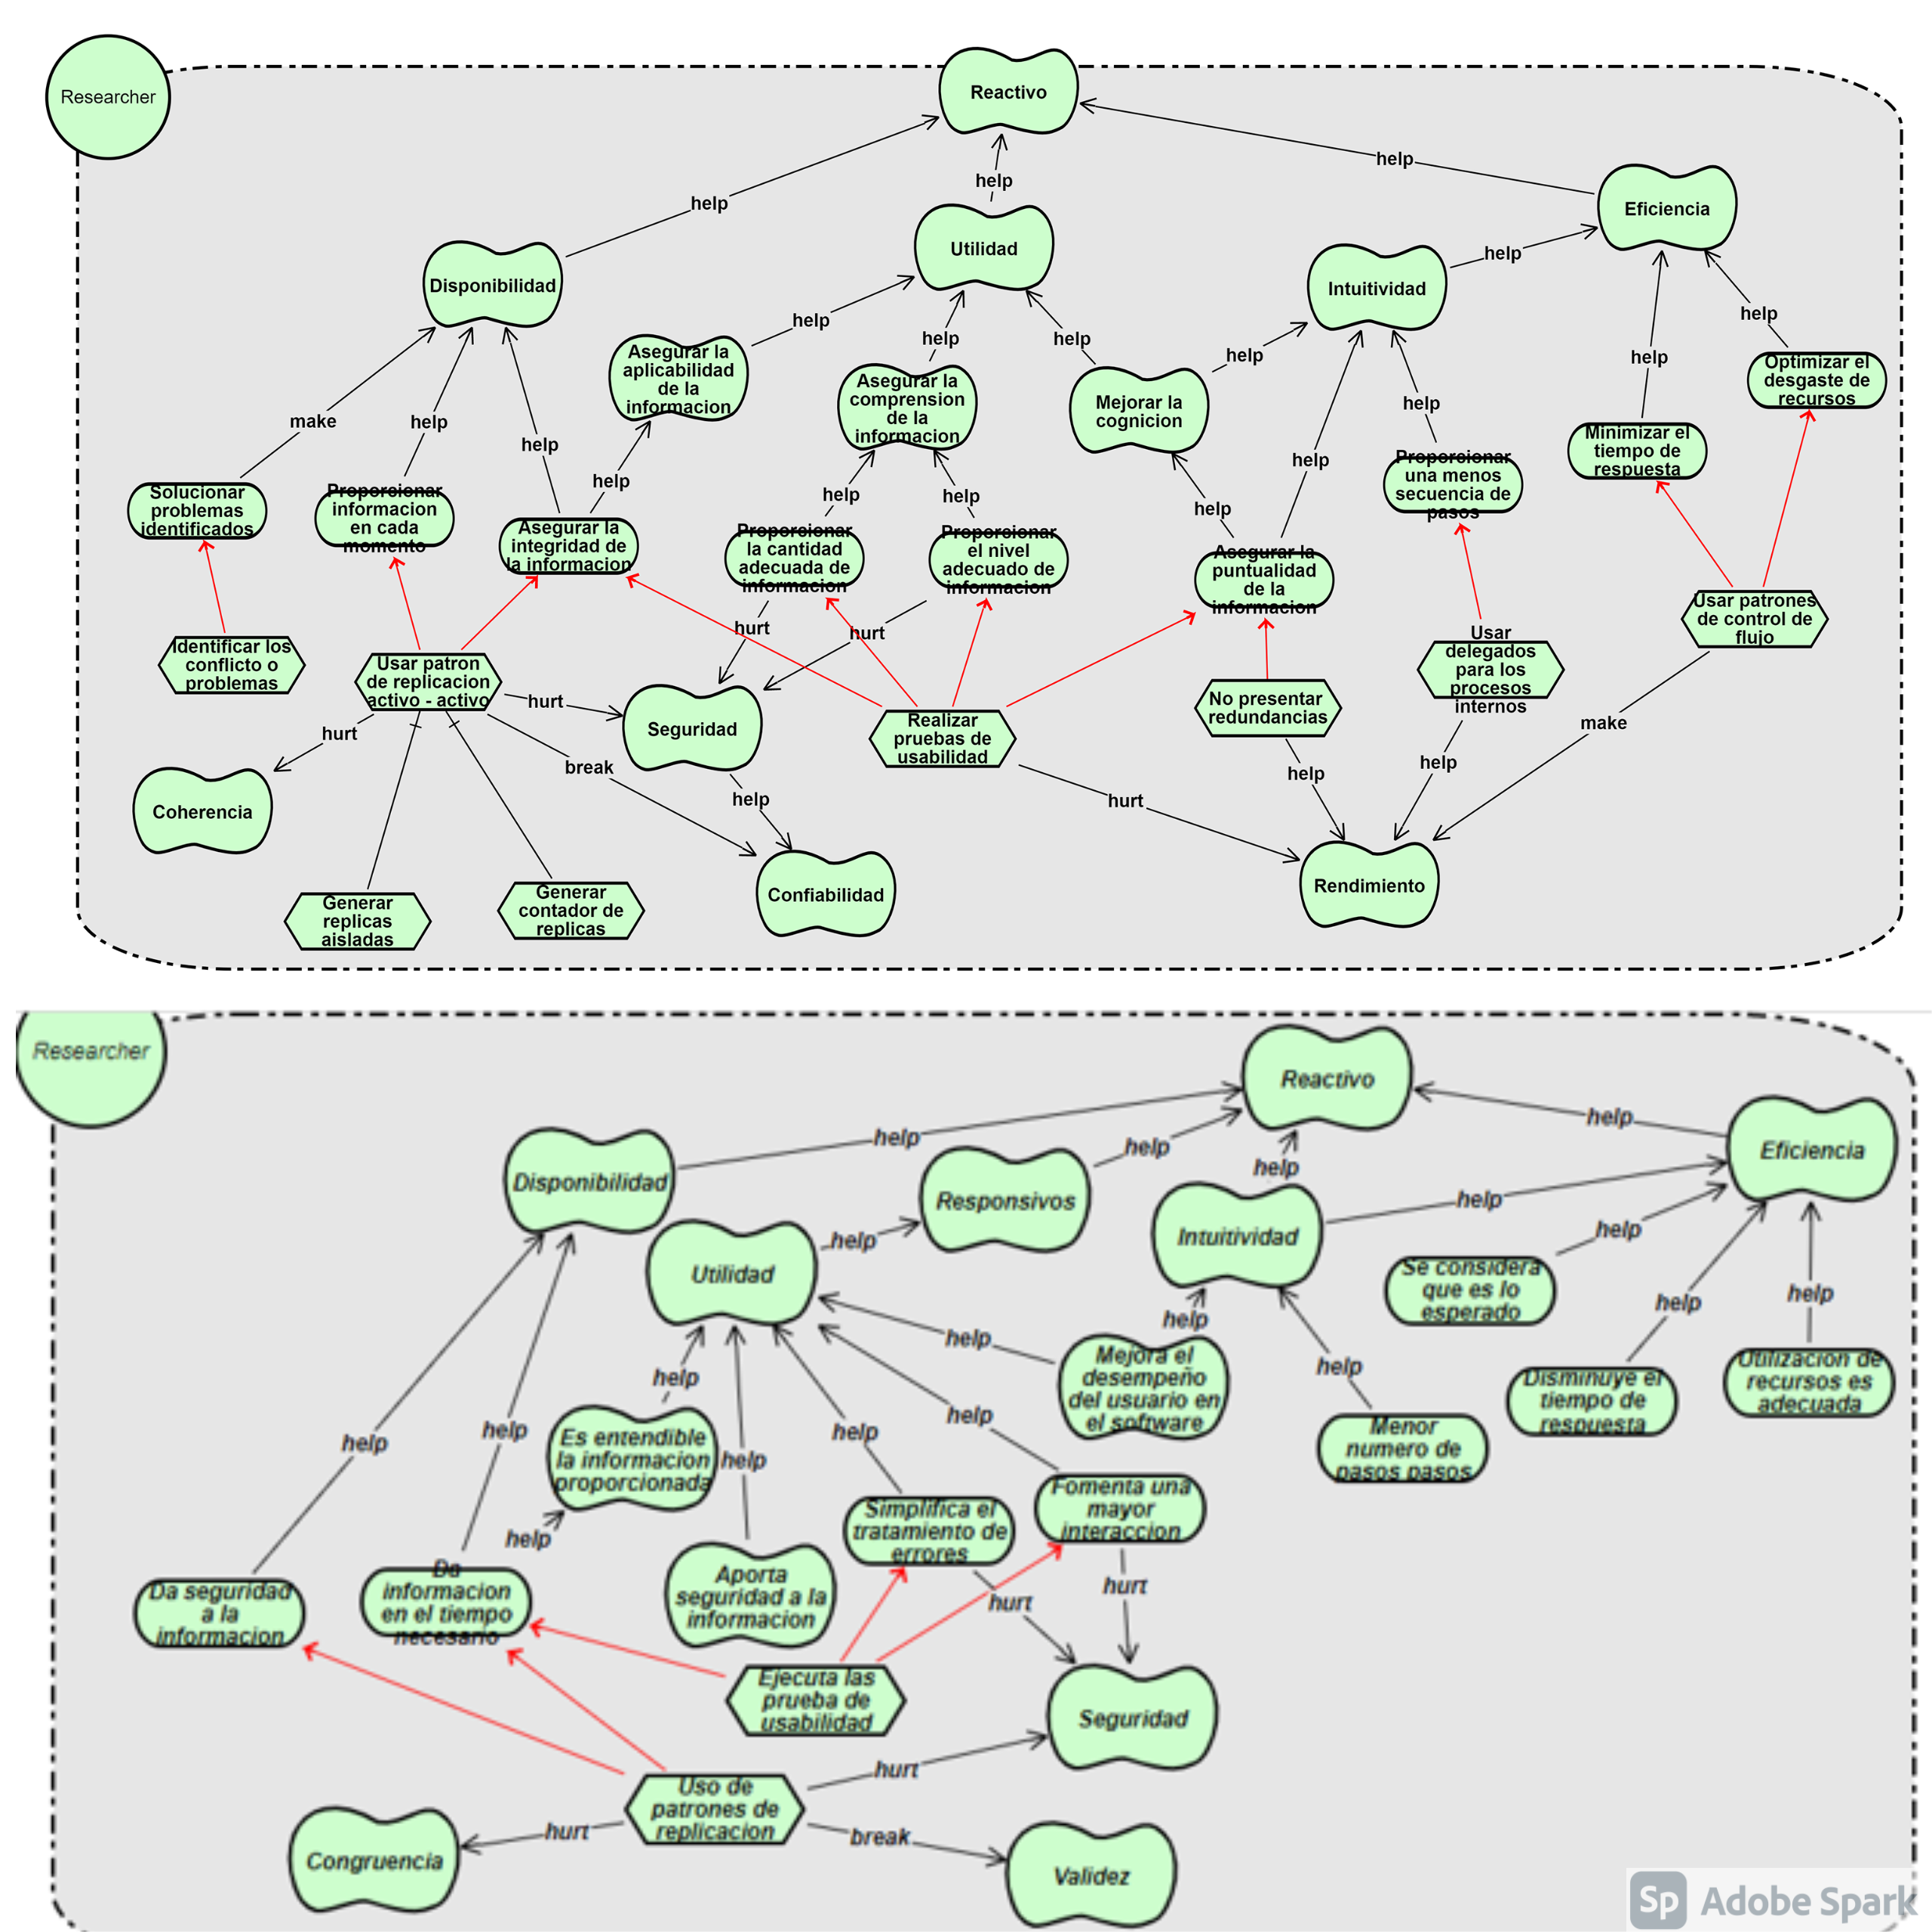 Researcher
Reactivo
help
help
help
help
Eficiencia
Utilidad
Disponibilidad
Intuitividad
help
help
help
help
help
help
help
Asegurar la
aplicabilidad
de la
informacion
Asegurar la
comprension
de la
informacion
Mejorar la
cognicion
Optimizar el
desgaste de
recursos
make
help
help
help
help
help
Minimizar el
tiempo de
respuesta
Proporcionar
una menos
secuencia de
pasos
Solucionar
problemas
identificados
Proporcionar
informacion
en cada
momento
help
help
help
Asegurar la
integridad de
la informacion
Proporcionar
la cantidad
adecuada de
informacion
Proporcionar
el nivel
adecuado de
informacion
Asegurar la
puntualidad
de la
informacion
hurt
hurt
Usar patrones
de control de
flujo
Identificar los
conflicto o
problemas
Usar patron
de replicacion
activo - activo
Usar
delegados
para los
procesos
internos
hurt
Seguridad
Realizar
pruebas de
usabilidad
No presentar
redundancias
make
hurt
break
help
hurt
help
help
Coherencia
Confiabilidad
Rendimiento
Generar
replicas
aisladas
Generar
contador de
replicas
Researcher
Reactivo
help
help
help
help
Eficiencia
Disponibilidad
Responsivos
Intuitividad
help
help
help
Utilidad
Se considera
que es lo
esperado
help
help
help
help
help
Mejora el
desempeño
del usuario en
el software
Disminuye el
tiempo de
respuesta
Utilizacion de
recursos es
adecuada
help
help
help
help
help
help
Es entendible
la informacion
proporcionada
Menor
numero de
pasos pasos
help
Simplifica el
tratamiento de
errores
Fomenta una
mayor
interaccion
Da seguridad
a la
informacion
Da
informacion
en el tiempo
necesario
Aporta
seguridad a la
informacion
hurt
hurt
Ejecuta las
prueba de
usabilidad
Seguridad
hurt
Uso de
patrones de
replicacion
hurt
break
Congruencia
Validez
Sp Adobe Spark